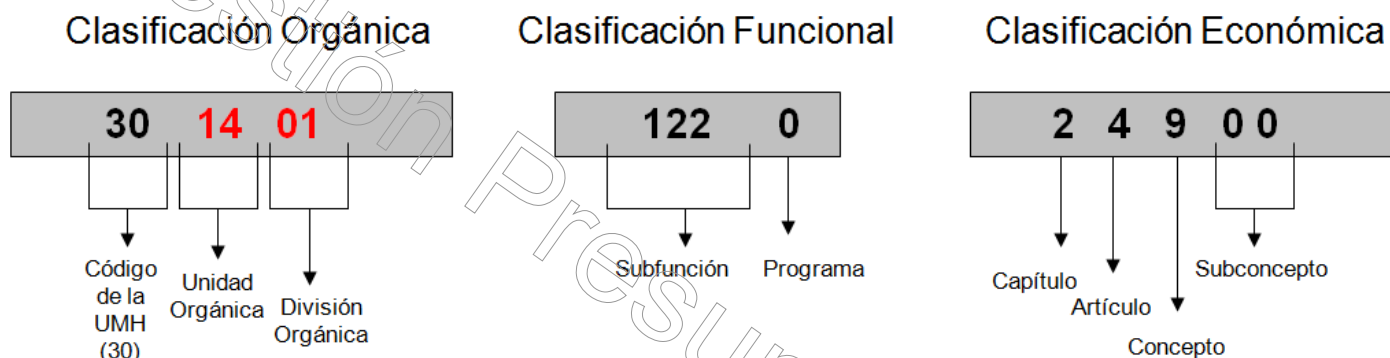 Clasificación Orgánica
Clasificación Funcional
Clasificación Económica
30 14 01
122 0
2 4 9 0 0
Código
de la
UMH
(30)
Unidad
Orgánica
División
Orgánica
Subfunción
Programa
Capítulo
Artículo
Concepto
Subconcepto